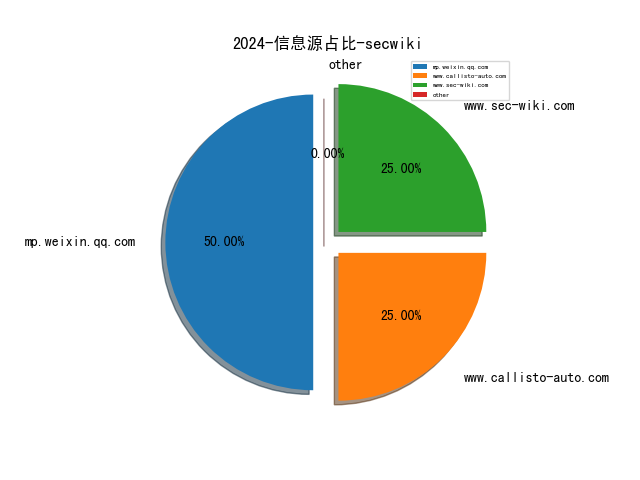 2024-信息源占比-secwiki
other
mp.weixin.qq.com
www.callisto-auto.com
www.sec-wiki.com
other
www.sec-wiki.com
0.00%
25.00%
mp.weixin.qq.com
50.00%
25.00%
www.callisto-auto.com